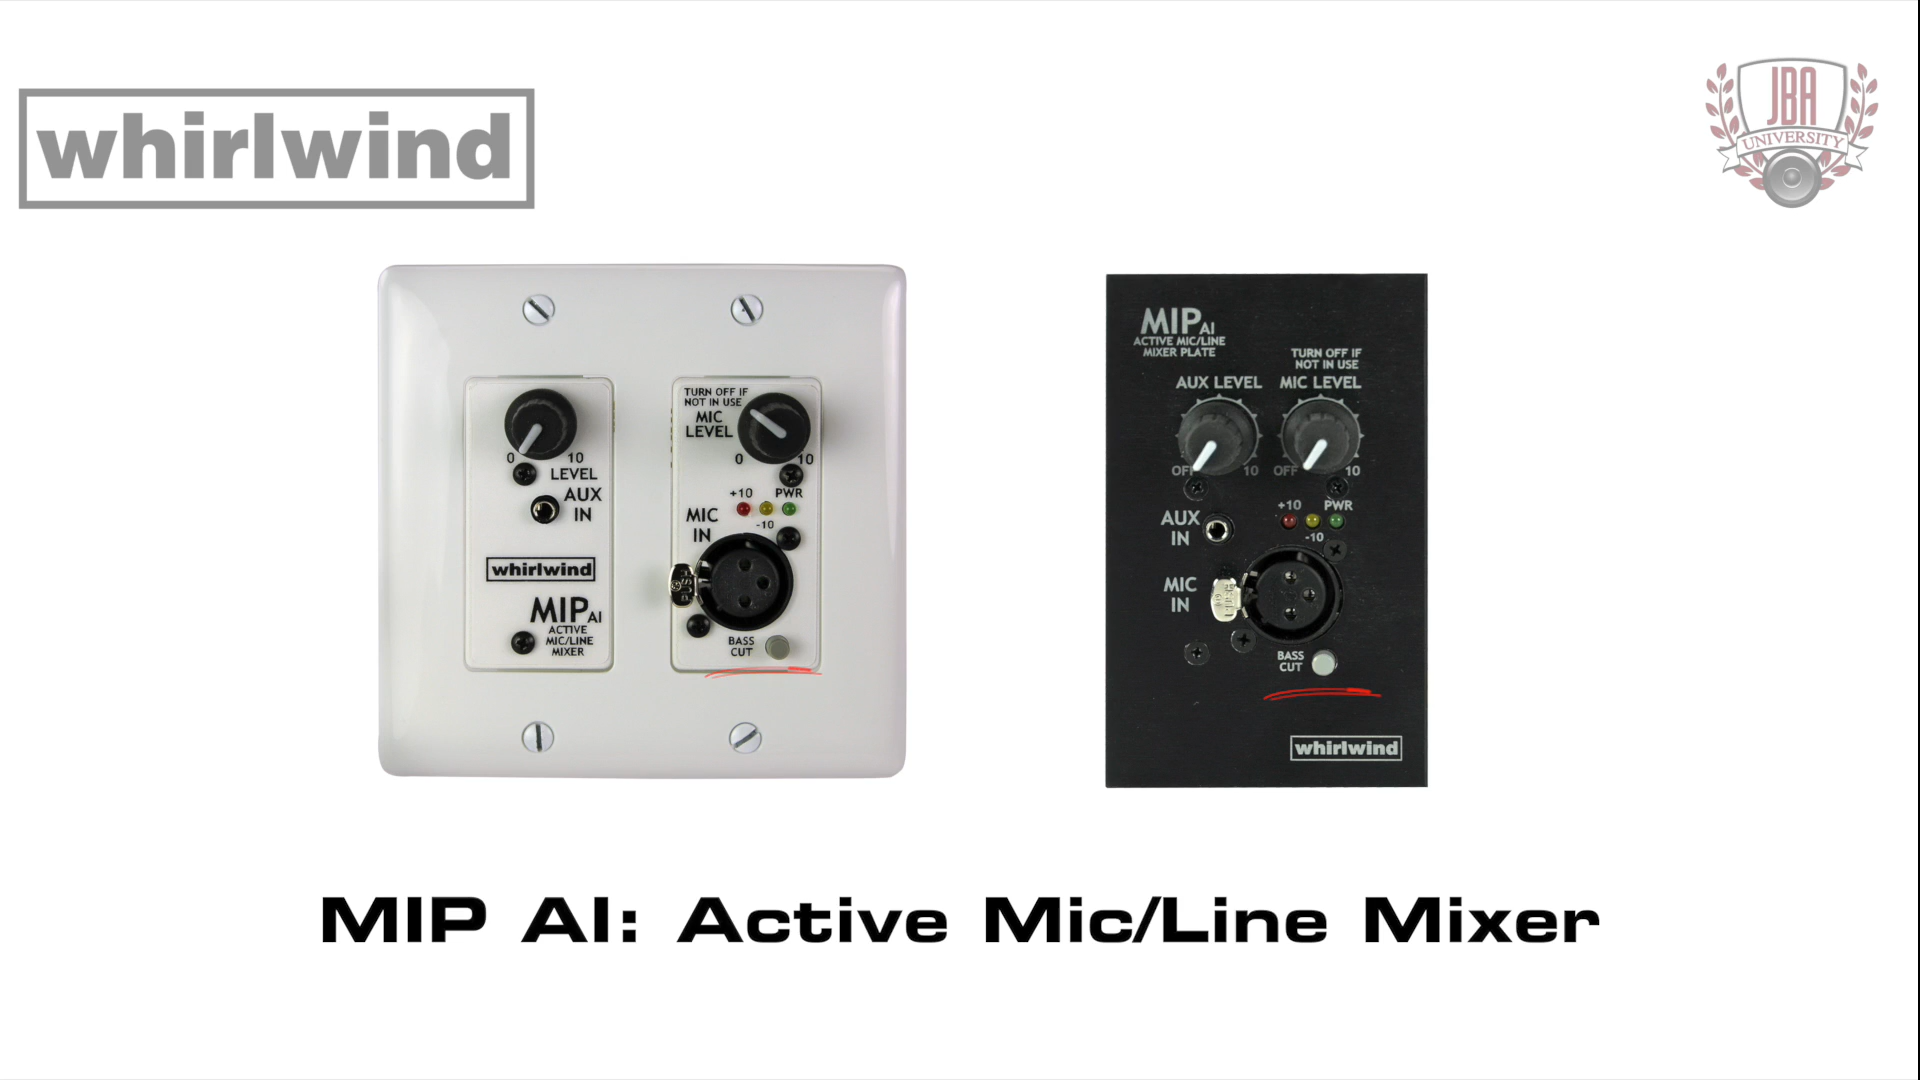 whirlwind
JBA
UNIVERSITY
0 10
LEVEL
AUX
IN
whirlwind
MIP AI
ACTIVE
MIC/LINE
MIXER
TURN OFF IF
NOT IN USE
MIC
LEVEL
0 10
+10 PWR
-10
MIC
IN
PUSH
BASS
CUT
MIP AI
ACTIVE MIC/LINE
MIXER PLATE
TURN OFF IF
NOT IN USE
AUX LEVEL MIC LEVEL
OFF 10 OFF 10
+10 PWR
-10
AUX
IN
MIC
IN
PUSH
BASS
CUT
whirlwind
MIP AI: Active Mic/Line Mixer